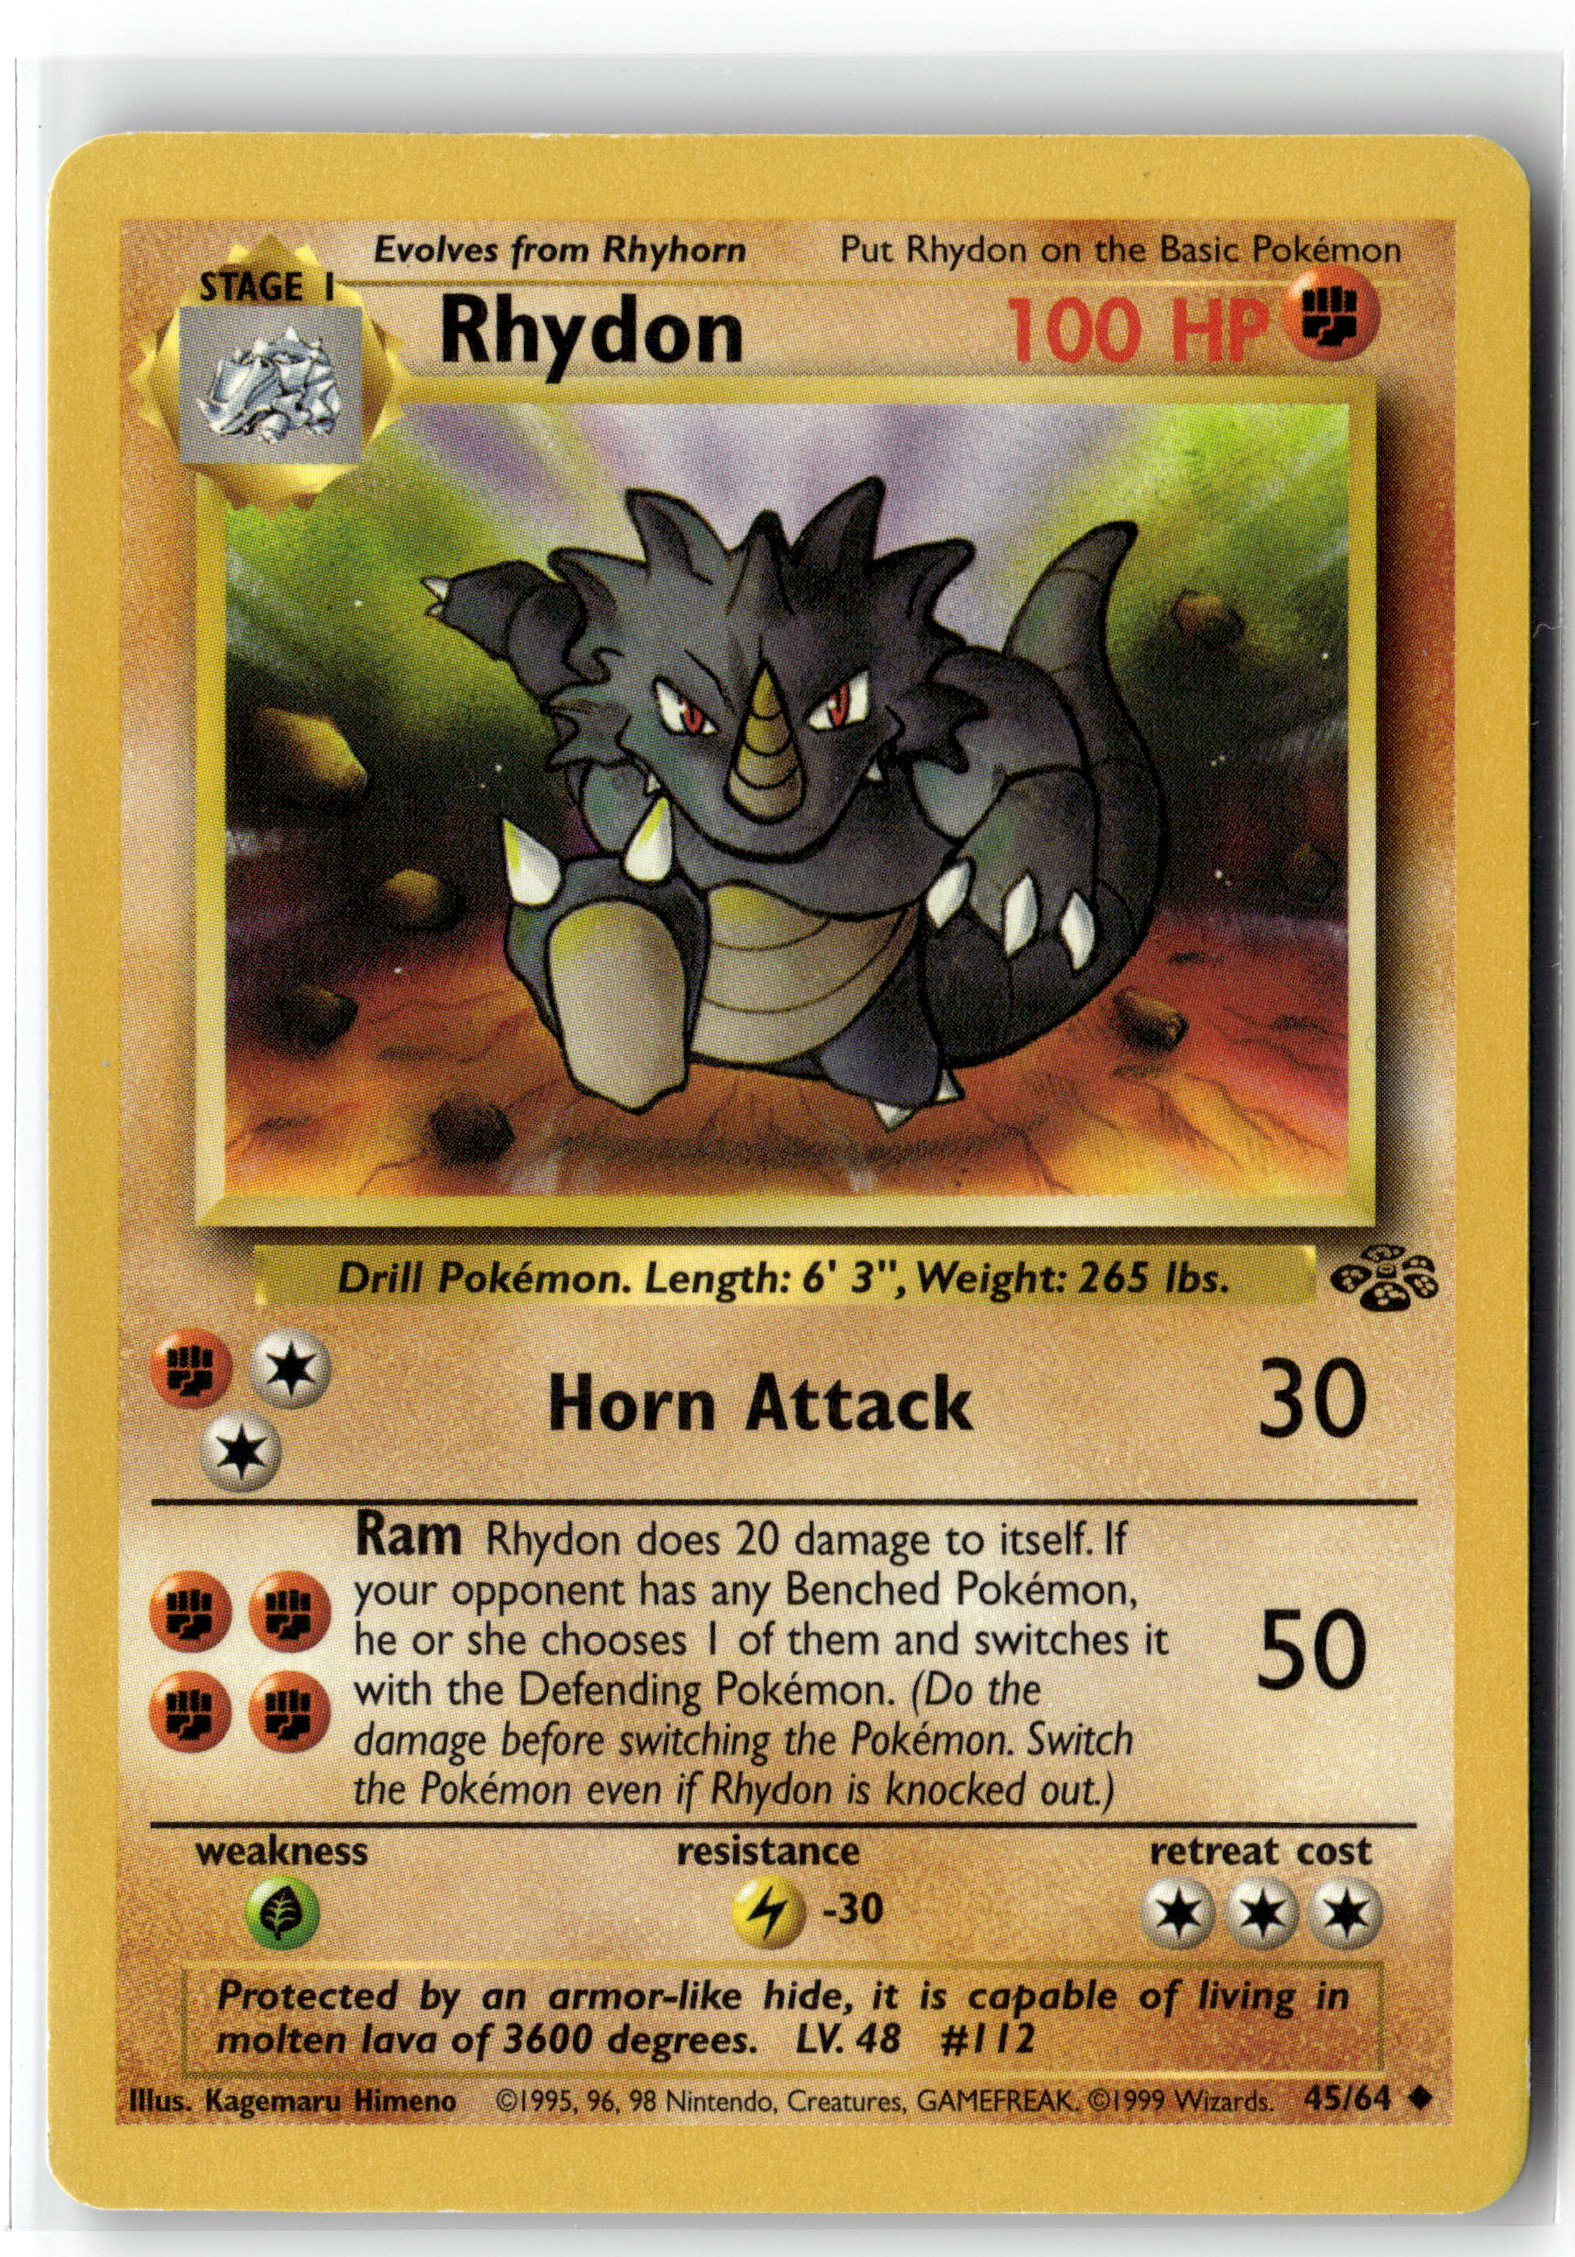 Evolves from Rhyhorn Put Rhydon on the Basic Pokémon
STAGE 1
Rhydon 100 HP
Drill Pokémon. Length: 6' 3", Weight: 265 lbs.
Horn Attack 30
Ram Rhydon does 20 damage to itself. If
your opponent has any Benched Pokémon,
he or she chooses 1 of them and switches it
with the Defending Pokémon. (Do the
damage before switching the Pokémon. Switch
the Pokémon even if Rhydon is knocked out.)
50
weakness resistance retreat cost
-30
Protected by an armor-like hide, it is capable of living in
molten lava of 3600 degrees. LV. 48 #112
Illus. Kagemaru Himeno ©1995, 96, 98 Nintendo, Creatures, GAMEFREAK. ©1999 Wizards. 45/64